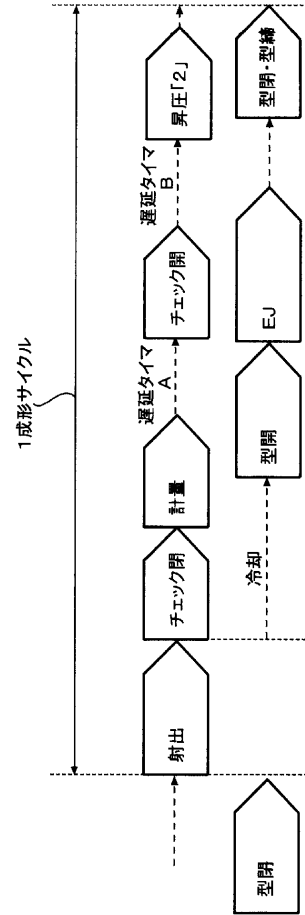 1成形サイクル
射出
チェック閉
計量
遅延タイマ
A
チェック開
遅延タイマ
B
昇圧「2」
型閉
冷却
型開
EJ
型閉・型締